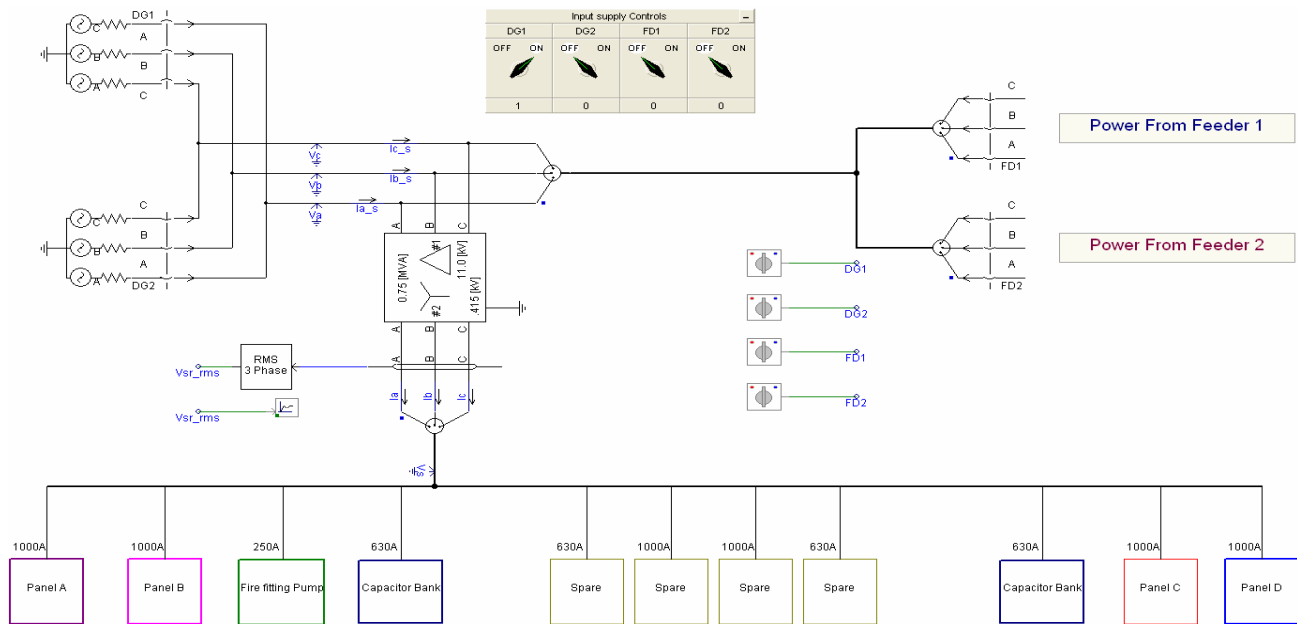 Input supply Controls
DG1 DG2 FD1 FD2
OFF ON OFF ON OFF ON OFF ON
1 0 0 0
DG1
C A
B B
A C
C
C B
B A
A DG2
Vc Ic_s
Vb Ib_s
Va Ia_s
A B C
#1
0.75 [MVA] 11.0 [kV]
#2 .415 [kV]
A B C
A B C
RMS
3 Phase
Vsr_rms
Vsr_rms
Ia Ib Ic
Vs
C
B
A
FD1
Power From Feeder 1
C
B
A
FD2
Power From Feeder 2
DG1
DG2
FD1
FD2
1000A 1000A 250A 630A 630A 1000A 1000A 630A 630A 1000A 1000A
Panel A Panel B Fire fitting Pump Capacitor Bank Spare Spare Spare Spare Capacitor Bank Panel C Panel D